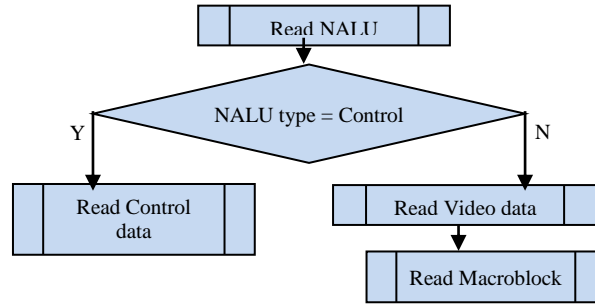 Read NALU
NALU type = Control
Y
N
Read Control
data
Read Video data
Read Macroblock